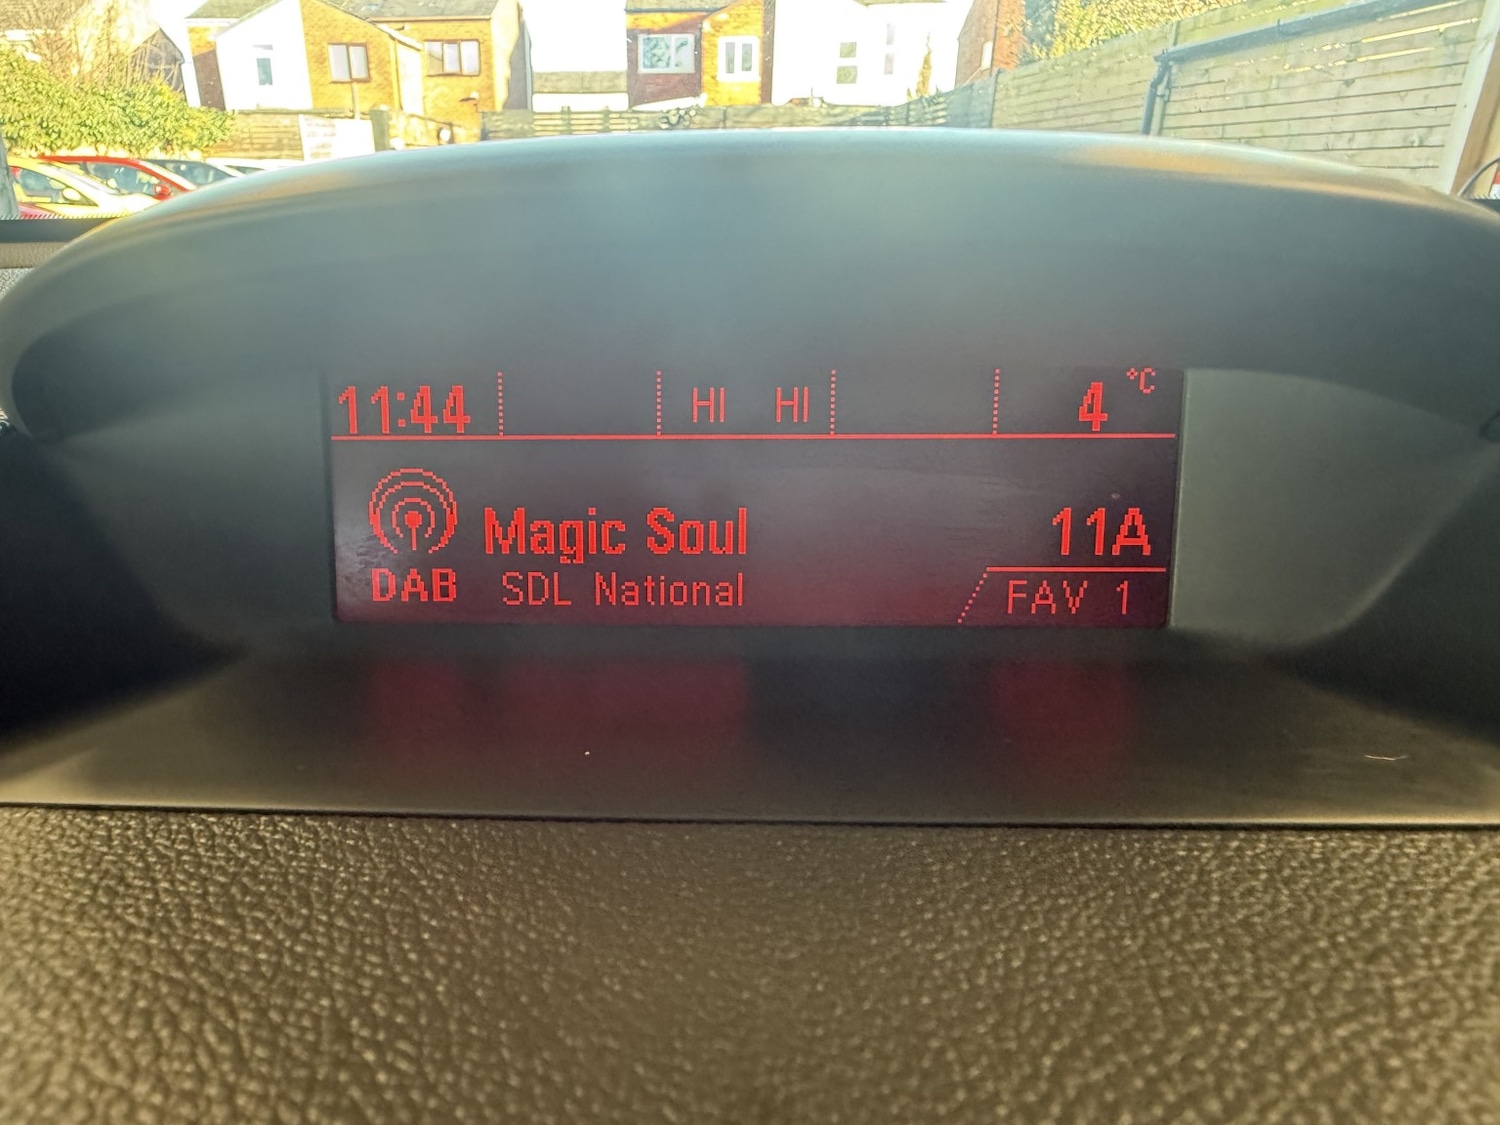 11:44 HI HI 4 °C
Magic Soul 11A
DAB SDL National FAV 1